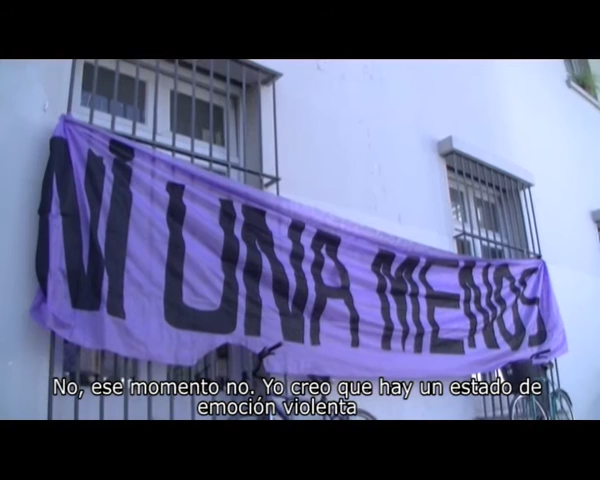 NI UNA MENOS
No, ese momento no. Yo creo que hay un estado de
emoción violenta